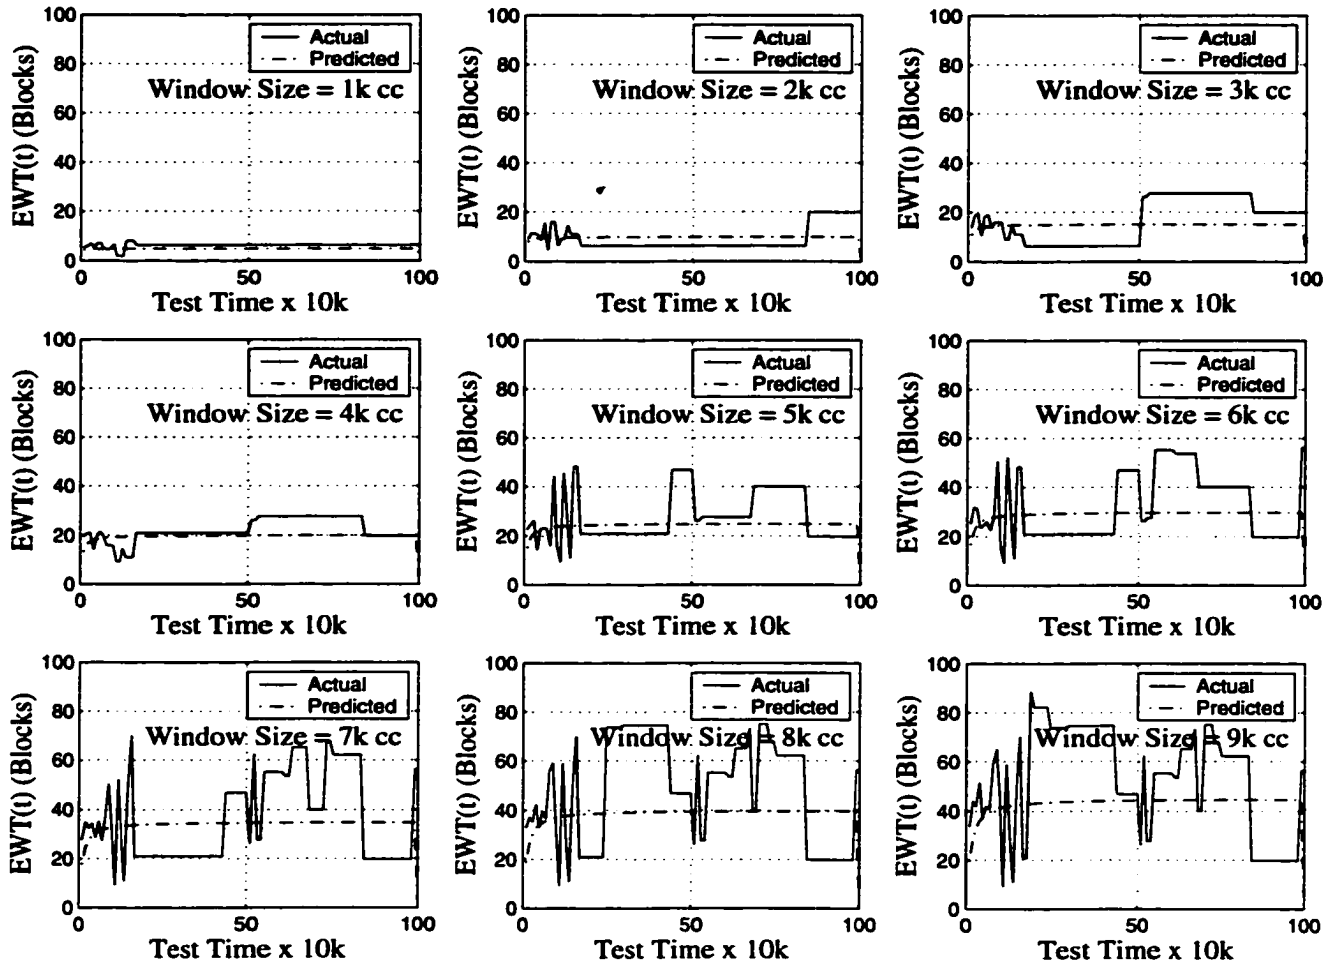 EWT(t) (Blocks)
100
80
60
40
20
0
Actual
Predicted
Window Size = 1k cc
0
50
100
Test Time x 10k
100
80
60
40
20
0
Actual
Predicted
Window Size = 2k cc
0
50
100
Test Time x 10k
EWT(t) (Blocks)
100
80
60
40
20
0
Actual
Predicted
Window Size = 3k cc
0
50
100
Test Time x 10k
EWT(t) (Blocks)
EWT(t) (Blocks)
100
80
60
40
20
0
Actual
Predicted
Window Size = 4k cc
0
50
100
Test Time x 10k
EWT(t) (Blocks)
100
80
60
40
20
0
Actual
Predicted
Window Size = 5k cc
0
50
100
Test Time x 10k
EWT(t) (Blocks)
100
80
60
40
20
0
Actual
Predicted
Window Size = 6k cc
0
50
100
Test Time x 10k
EWT(t) (Blocks)
100
80
60
40
20
0
Actual
Predicted
Window Size = 7k cc
0
50
100
Test Time x 10k
EWT(t) (Blocks)
100
80
60
40
20
0
Actual
Predicted
Window Size = 8k cc
0
50
100
Test Time x 10k
EWT(t) (Blocks)
100
80
60
40
20
0
Actual
Predicted
Window Size = 9k cc
0
50
100
Test Time x 10k